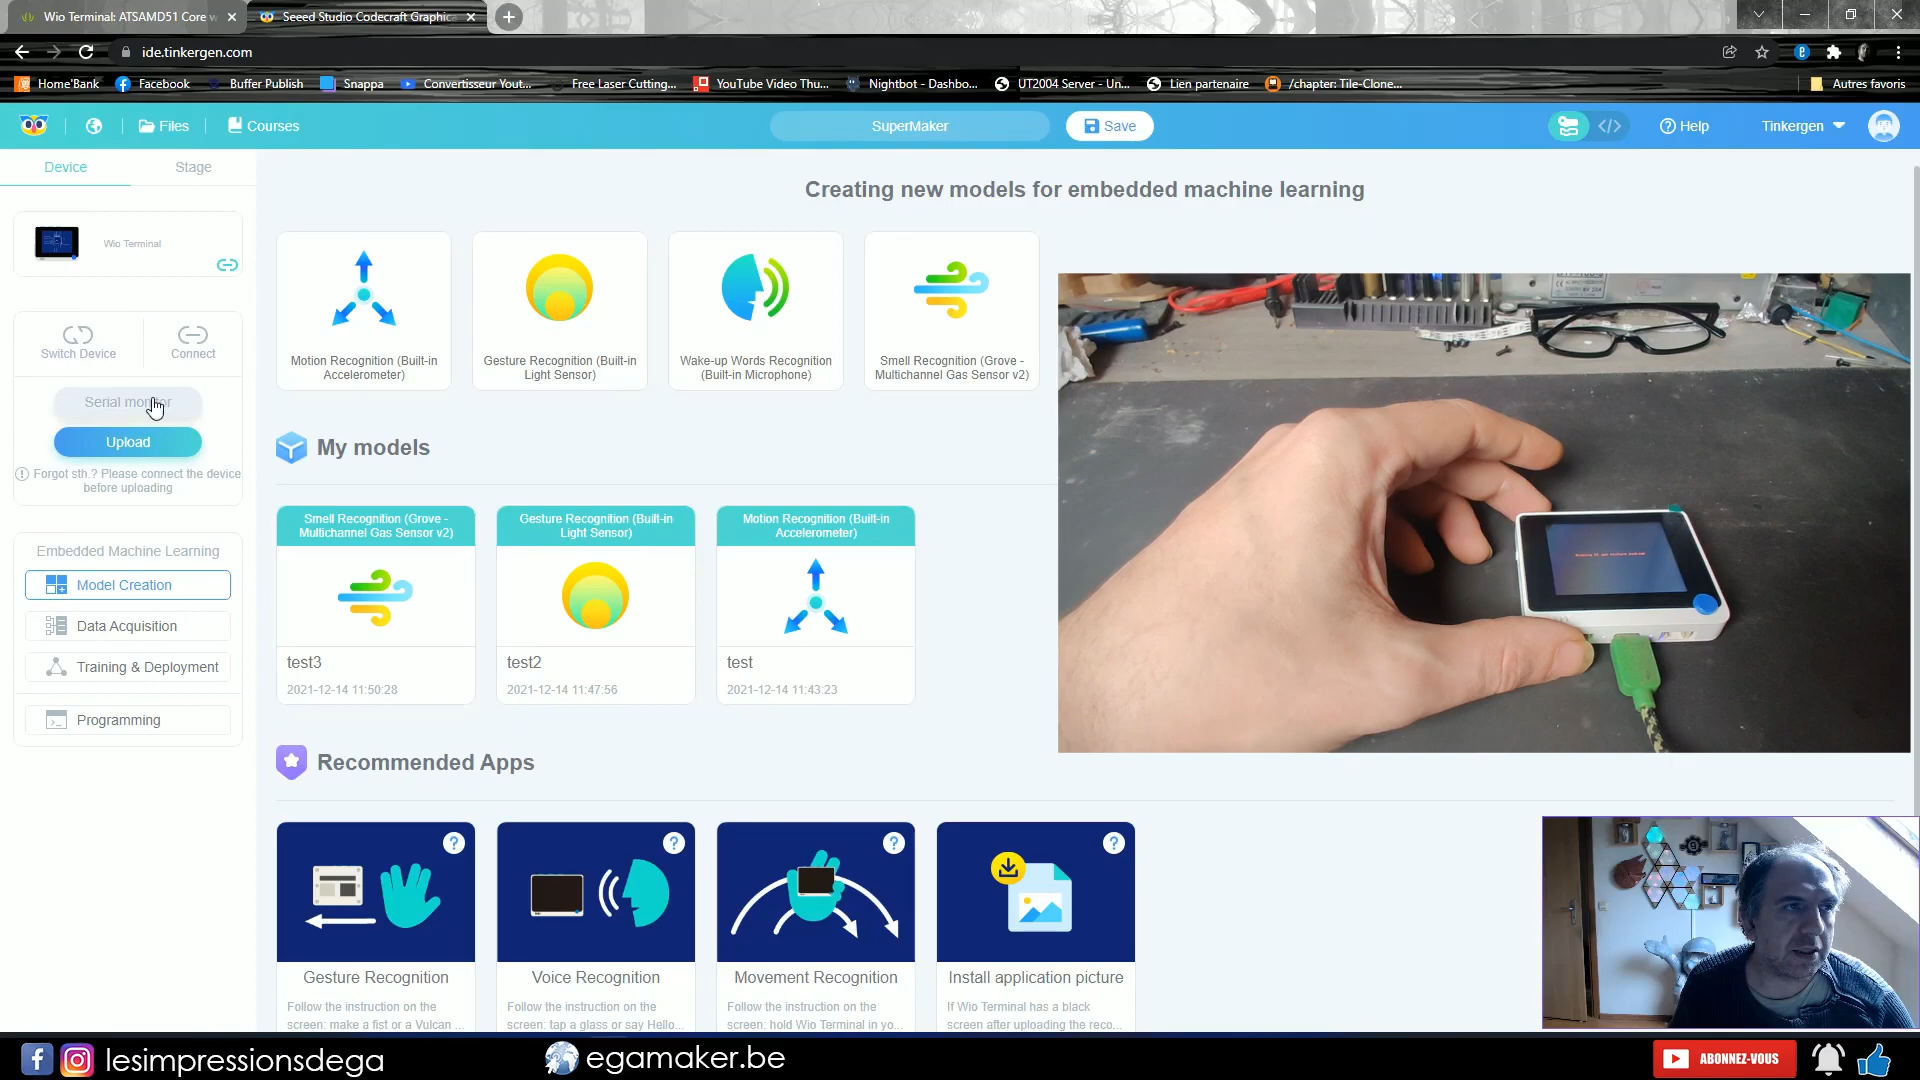 Wio Terminal: ATSAMD51 Core w
Seeed Studio Codecraft Graphica
ide.tinkergen.com
Home'Bank
Facebook
Buffer Publish
Snappa
Convertisseur Yout...
Free Laser Cutting...
YouTube Video Thu...
Nightbot - Dashbo...
UT2004 Server - Un...
Lien partenaire
/chapter: Tile-Clone...
Autres favoris
Files
Courses
SuperMaker
Save
Help
Tinkergen
Device
Stage
Wio Terminal
Switch Device
Connect
Serial monitor
Upload
Forgot sth.? Please connect the device
before uploading
Embedded Machine Learning
Model Creation
Data Acquisition
Training & Deployment
Programming
Creating new models for embedded machine learning
Motion Recognition (Built-in
Accelerometer)
Gesture Recognition (Built-in
Light Sensor)
Wake-up Words Recognition
(Built-in Microphone)
Smell Recognition (Grove -
Multichannel Gas Sensor v2)
My models
Smell Recognition (Grove -
Multichannel Gas Sensor v2)
test3
2021-12-14 11:50:28
Gesture Recognition (Built-in
Light Sensor)
test2
2021-12-14 11:47:56
Motion Recognition (Built-in
Accelerometer)
test
2021-12-14 11:43:23
Recommended Apps
Gesture Recognition
Follow the instruction on the
screen: make a fist or a Vulcan ...
Voice Recognition
Follow the instruction on the
screen: tap a glass or say Hello...
Movement Recognition
Follow the instruction on the
screen: hold Wio Terminal in yo...
Install application picture
If Wio Terminal has a black
screen after uploading the reco...
lesimpressionsdega
egamaker.be
ABONNEZ-VOUS